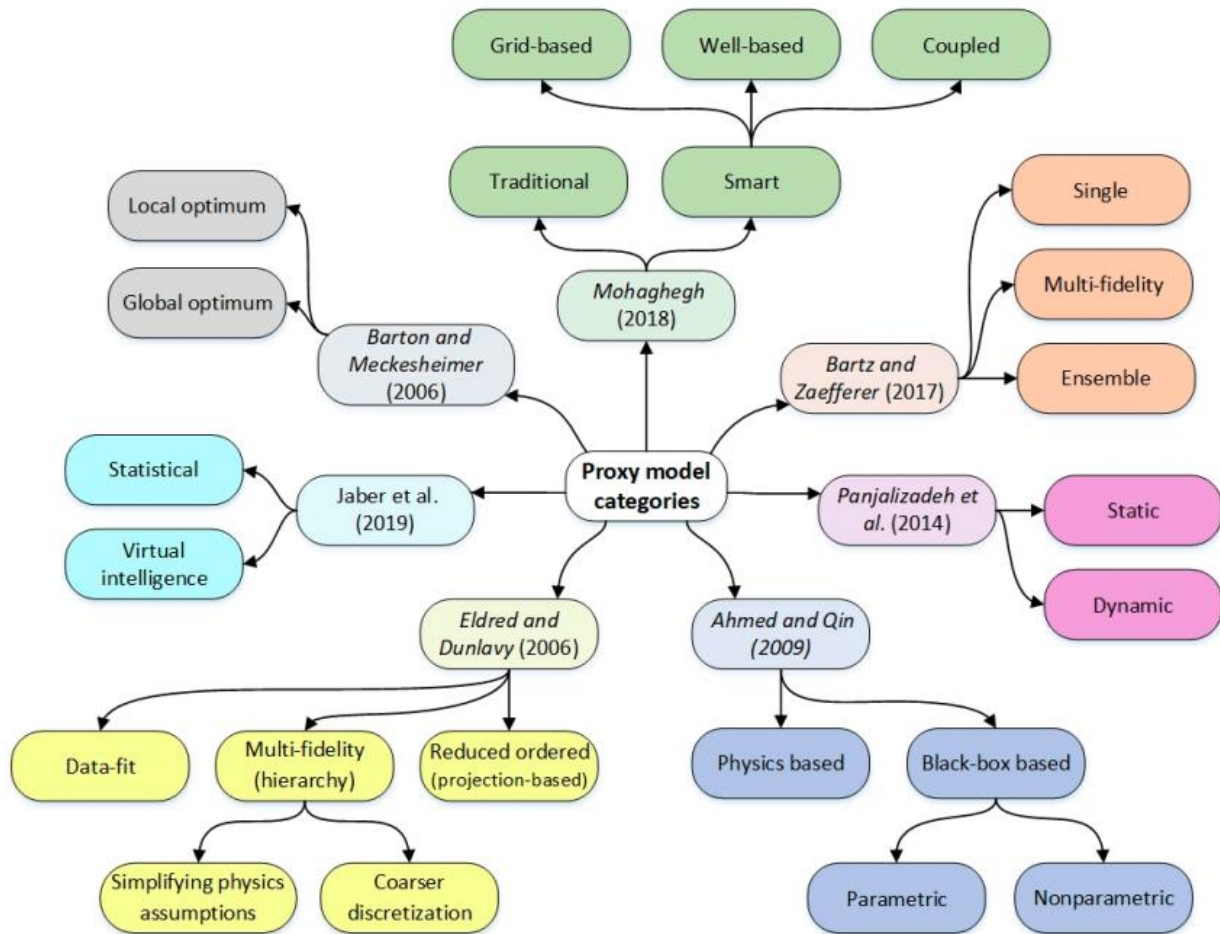 Grid-based
Well-based
Coupled
Traditional
Smart
Single
Local optimum
Multi-fidelity
Global optimum
Mohaghegh
(2018)
Barton and
Meckesheimer
(2006)
Bartz and
Zaefferer (2017)
Ensemble
Statistical
Jaber et al.
(2019)
Proxy model
categories
Panjalizadeh et
al. (2014)
Static
Virtual
intelligence
Dynamic
Eldred and
Dunlavy (2006)
Ahmed and Qin
(2009)
Data-fit
Multi-fidelity
(hierarchy)
Reduced ordered
(projection-based)
Physics based
Black-box based
Simplifying physics
assumptions
Coarser
discretization
Parametric
Nonparametric